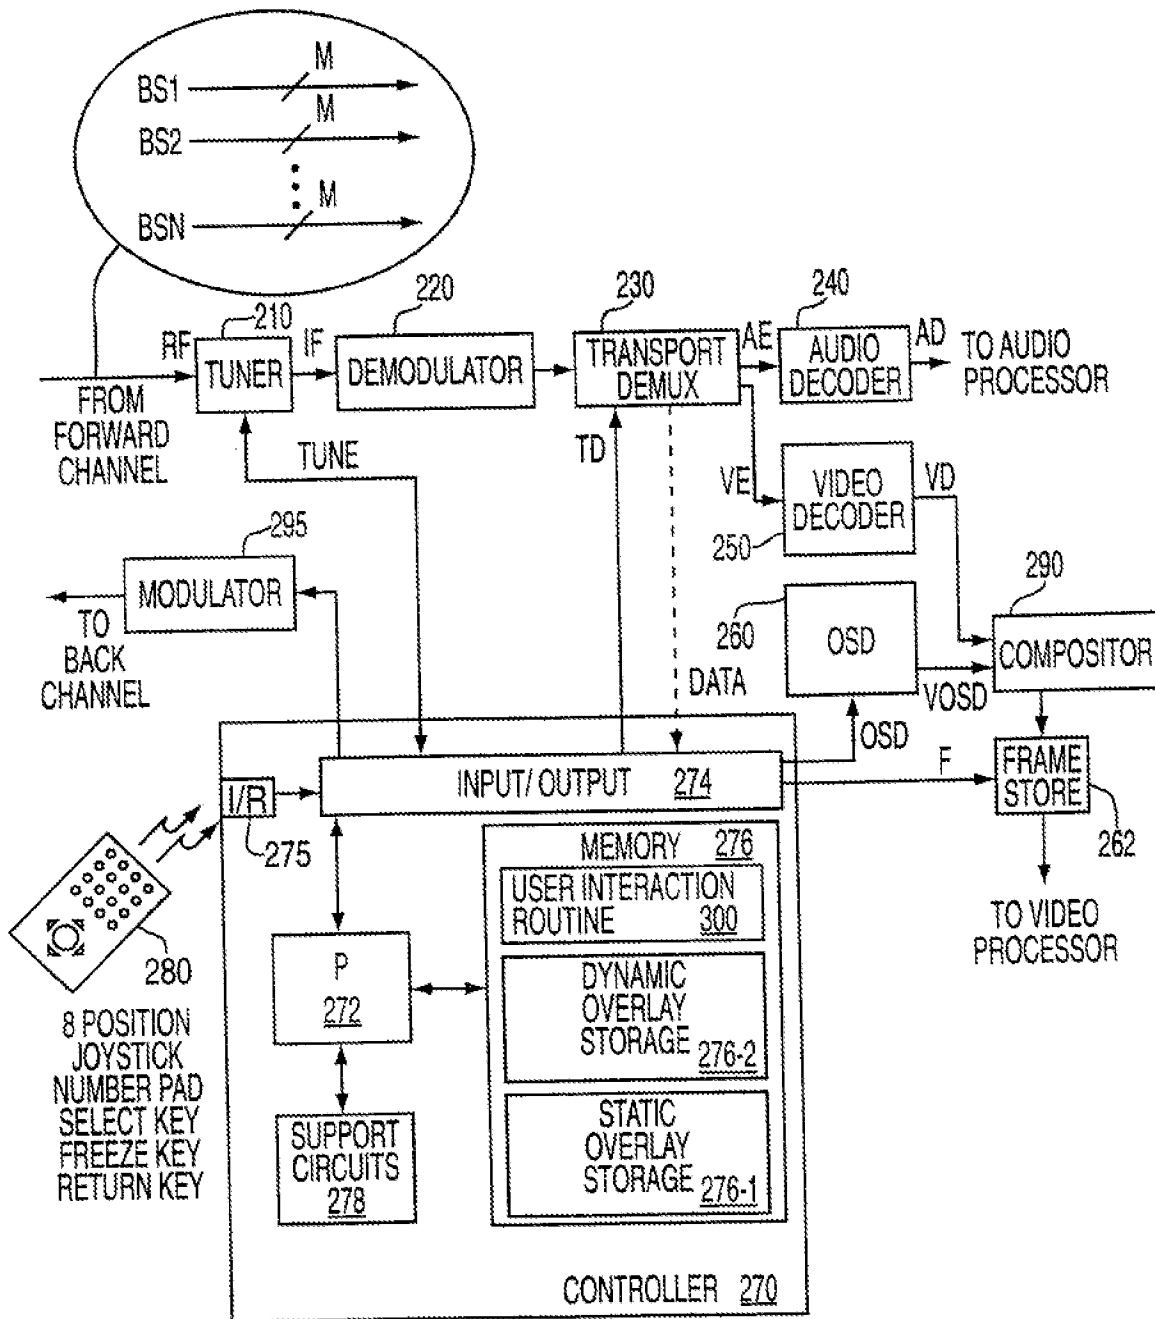 BS1
M
BS2
M
BSN
M
RF
210
TUNER
IF
220
DEMODULATOR
230
TRANSPORT
DEMUX
AE
240
AUDIO
DECODER
AD
TO AUDIO
PROCESSOR
FROM
FORWARD
CHANNEL
TUNE
TD
VE
VIDEO
DECODER
250
VD
295
MODULATOR
TO
BACK
CHANNEL
260
OSD
290
COMPOSITOR
DATA
VOSD
OSD
F
FRAME
STORE
262
TO VIDEO
PROCESSOR
I/R
275
INPUT/ OUTPUT 274
MEMORY 276
USER INTERACTION
ROUTINE 300
DYNAMIC
OVERLAY
STORAGE
276-2
STATIC
OVERLAY
STORAGE
276-1
P
272
SUPPORT
CIRCUITS
278
280
8 POSITION
JOYSTICK
NUMBER PAD
SELECT KEY
FREEZE KEY
RETURN KEY
CONTROLLER 270